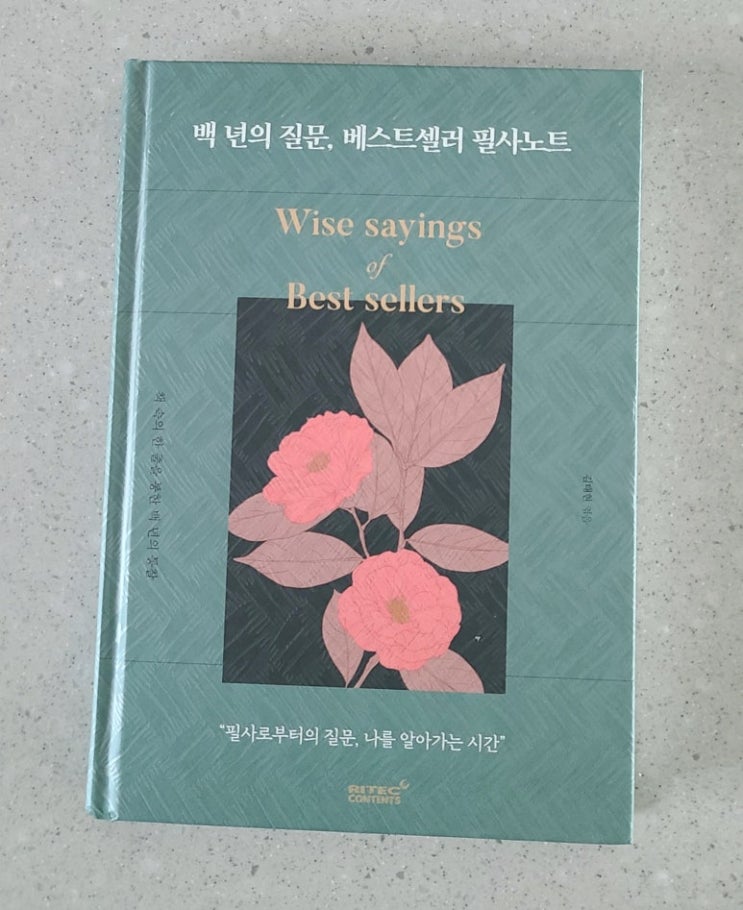 백 년의 질문, 베스트셀러 필사노트
Wise sayings
of
Best sellers
책 속의 한 줄을 통한 백 년의 통찰
김태현 엮음
“필사로부터의 질문, 나를 알아가는 시간”
RITEC
CONTENTS